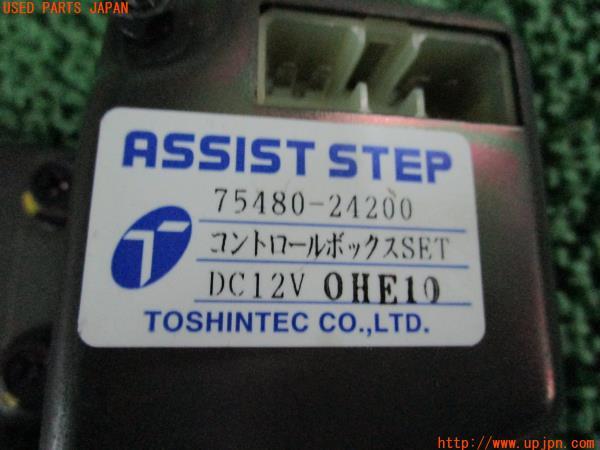 USED PARTS JAPAN
ASSIST STEP
75480-24200
コントロールボックスSET
DC12V OHE10
TOSHINTEC CO.,LTD.
http://www.upjpn.com